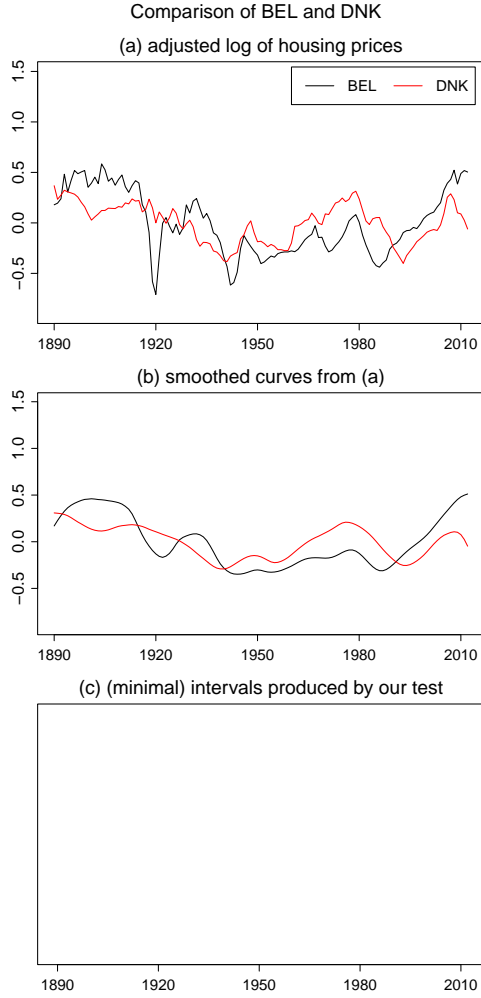 Comparison of BEL and DNK
(a) adjusted log of housing prices
BEL DNK
1.5
1.0
0.5
0.0
−0.5
1890 1920 1950 1980 2010
(b) smoothed curves from (a)
1.5
1.0
0.5
0.0
−0.5
1890 1920 1950 1980 2010
(c) (minimal) intervals produced by our test
1890 1920 1950 1980 2010